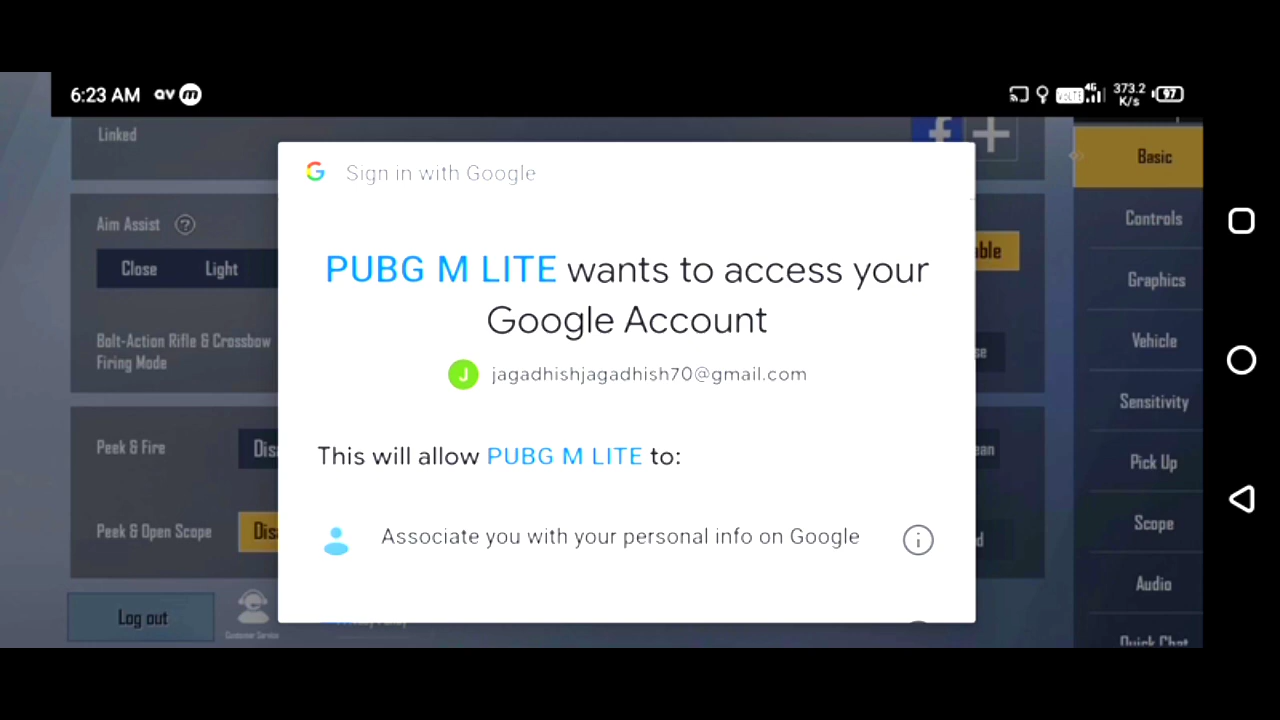 6:23 AM
VoLTE 4G 373.2 K/s 97
Linked
Sign in with Google
Basic
Aim Assist ?
Controls
Close Light
PUBG M LITE wants to access your
Google Account
Graphics
Bolt-Action Rifle & Crossbow
Firing Mode
Vehicle
J jagadhishjagadhish70@gmail.com
Sensitivity
Peek & Fire
This will allow PUBG M LITE to:
Pick Up
Peek & Open Scope
Associate you with your personal info on Google
Scope
Audio
Log out
Customer Service
Quick Chat